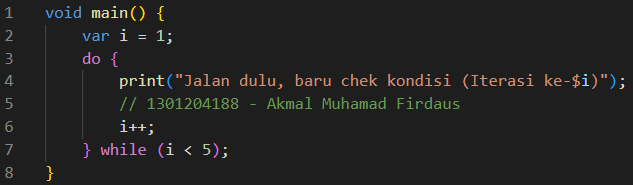 1 void main() {
2 var i = 1;
3 do {
4 print("Jalan dulu, baru chek kondisi (Iterasi ke-$i)");
5 // 1301204188 - Akmal Muhamad Firdaus
6 i++;
7 } while (i < 5);
8 }